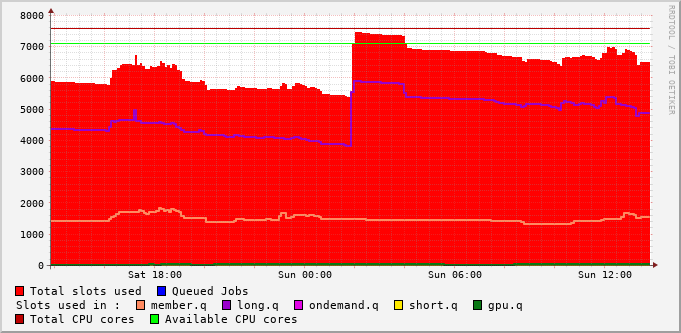 8000
7000
6000
5000
4000
3000
2000
1000
0
Sat 18:00 Sun 00:00 Sun 06:00 Sun 12:00
RRDTOOL / TOBI OETIKER
Total slots used Queued Jobs
Slots used in : member.q long.q ondemand.q short.q gpu.q
Total CPU cores Available CPU cores